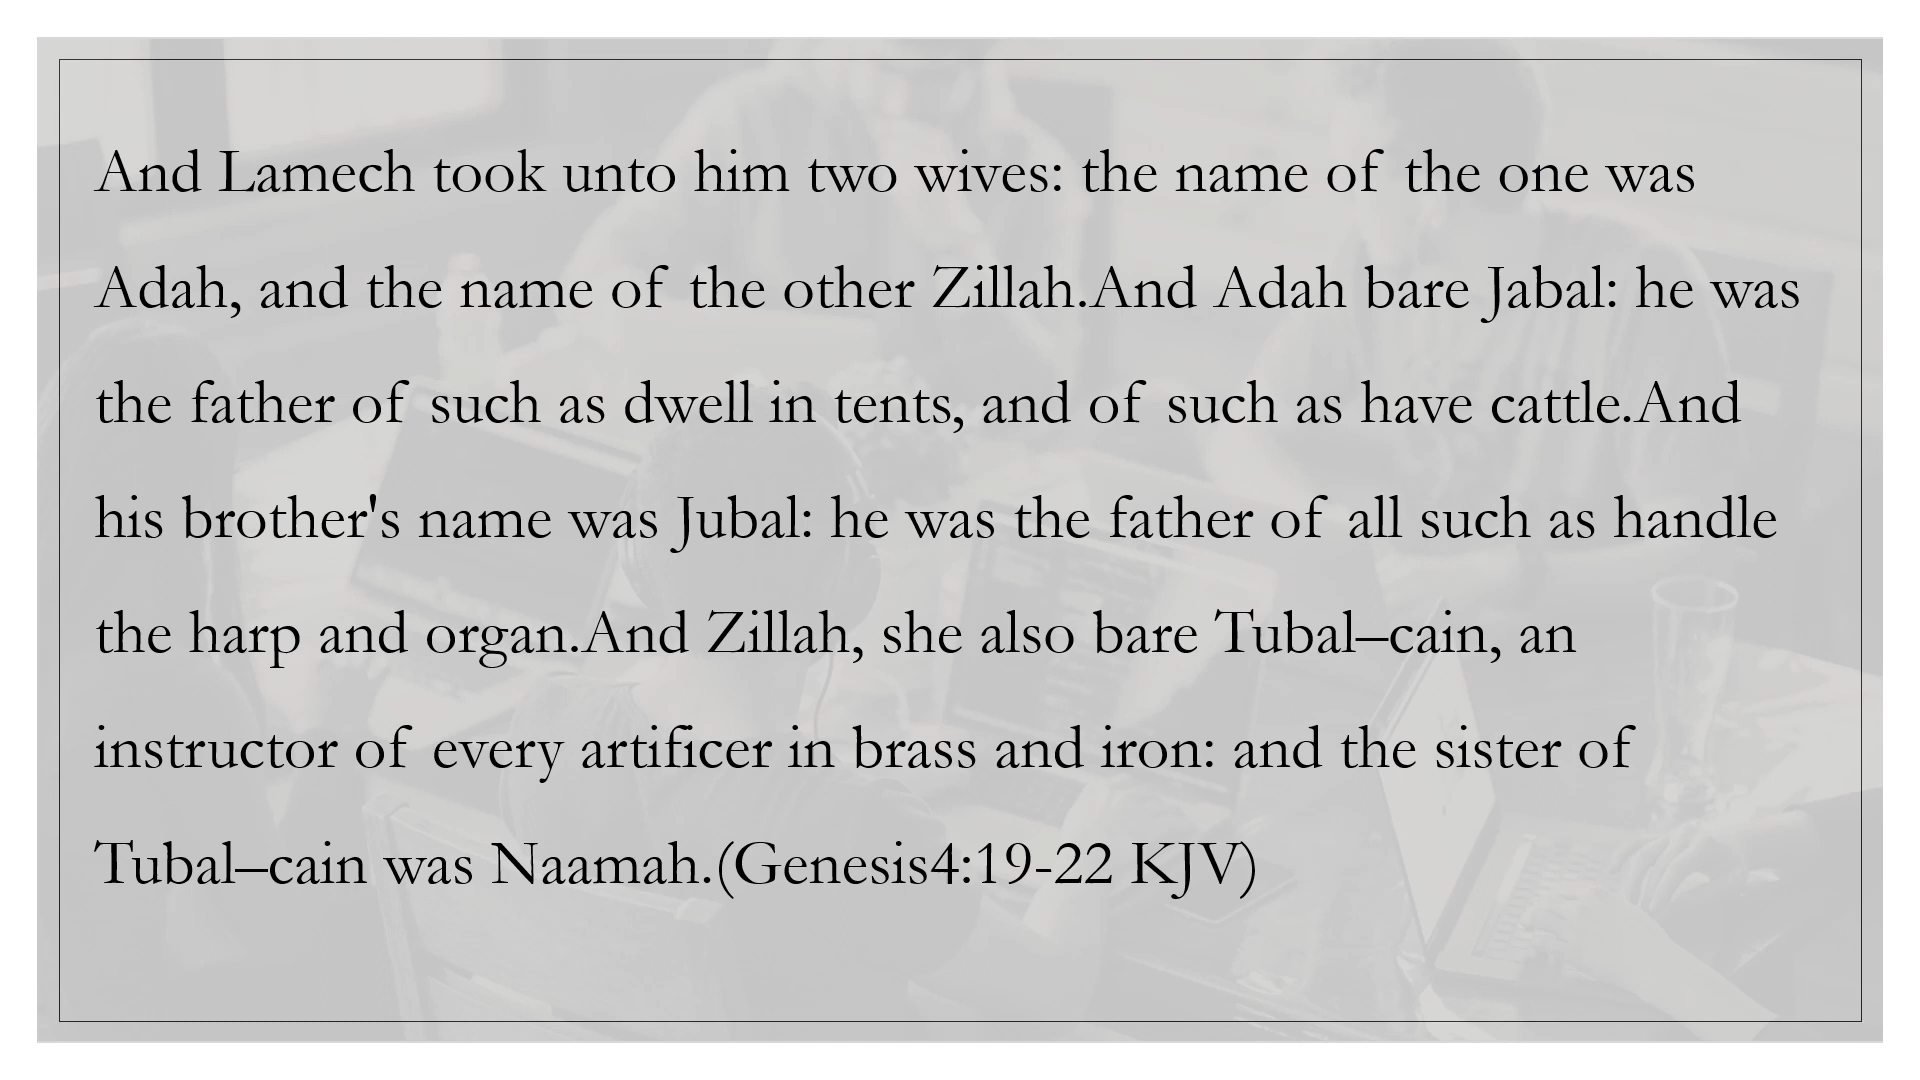 And Lamech took unto him two wives: the name of the one was
Adah, and the name of the other Zillah.And Adah bare Jabal: he was
the father of such as dwell in tents, and of such as have cattle.And
his brother's name was Jubal: he was the father of all such as handle
the harp and organ.And Zillah, she also bare Tubal–cain, an
instructor of every artificer in brass and iron: and the sister of
Tubal–cain was Naamah.(Genesis4:19-22 KJV)